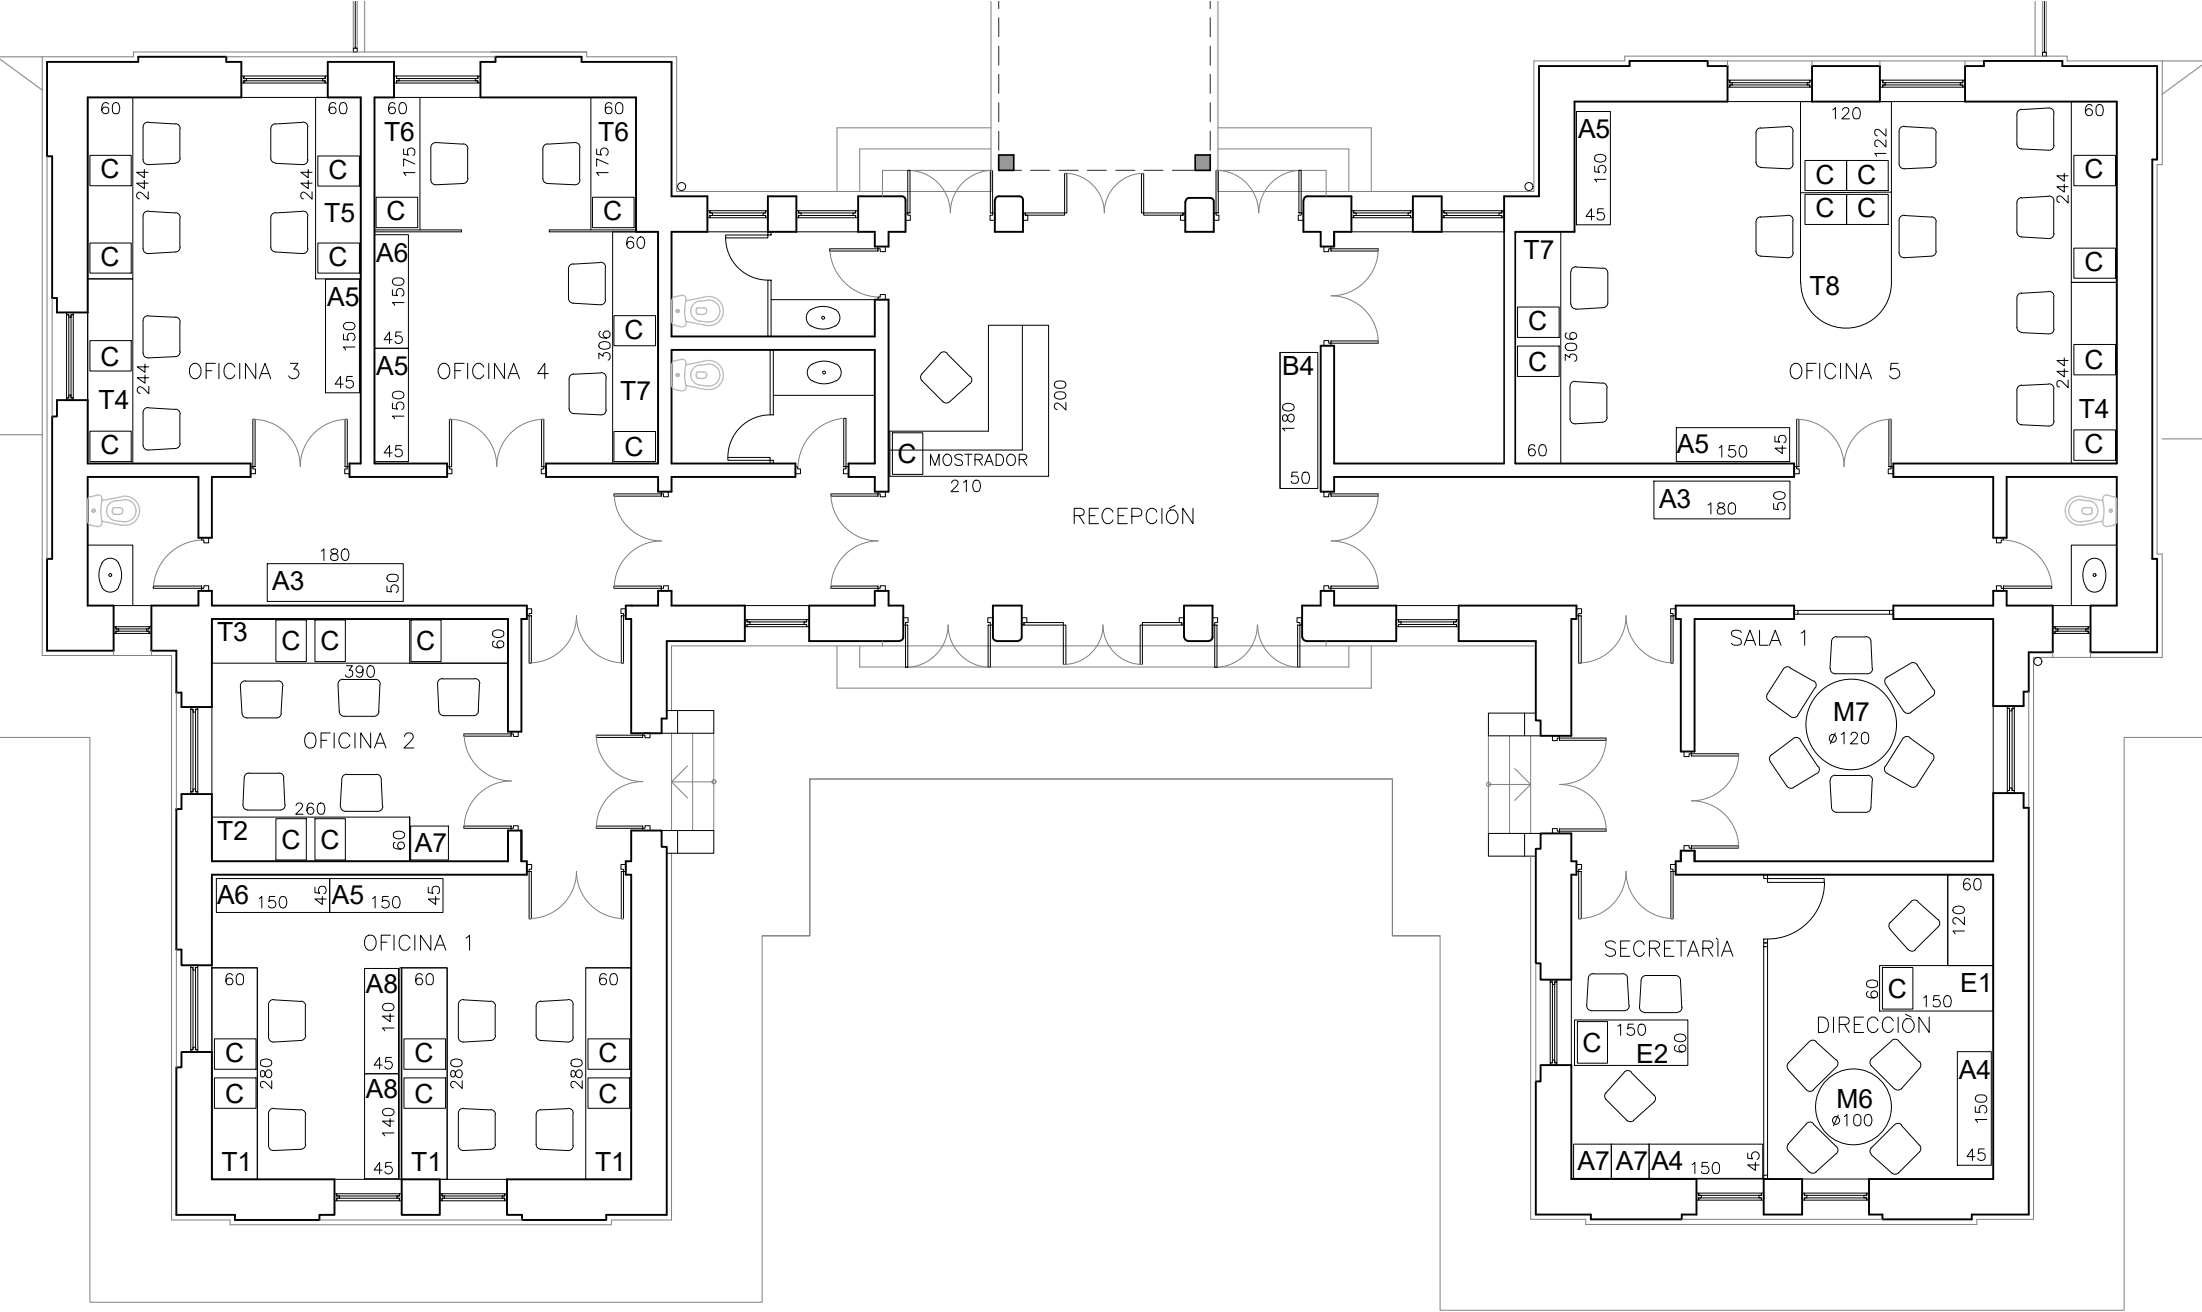 60
60
60
60
T6
T6
175
175
C
C
C
C
244
244
T5
C
C
A6
150
45
60
A5
150
45
C
306
C
OFICINA 3
OFICINA 4
A5
150
45
T7
C
244
T4
C
A5
150
45
120
122
60
C
C
C
C
C
244
T7
C
C
T8
C
306
OFICINA 5
C
244
T4
C
60
A5
150
45
B4
180
50
200
C
MOSTRADOR
210
RECEPCIÓN
A3
180
50
180
A3
50
T3
C
C
C
60
390
OFICINA 2
260
T2
C
C
60
A7
A6
150
45
A5
150
45
OFICINA 1
60
A8
140
45
60
60
C
C
C
280
280
280
C
A8
140
45
C
C
T1
T1
T1
SALA 1
M7
ø120
60
120
SECRETARÌA
60
C
150
E1
DIRECCIÒN
C
150
E2
60
A4
150
45
M6
ø100
A7
A7
A4
150
45